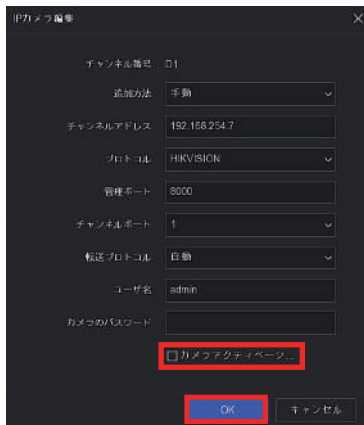 IPカメラ編集
チャンネル番号 D1
追加方法 手動
チャンネルアドレス 192.168.254.7
プロトコル HIKVISION
管理ポート 8000
チャンネルポート 1
転送プロトコル 自動
ユーザ名 admin
カメラのパスワード
カメラアクティベーシ...
OK キャンセル